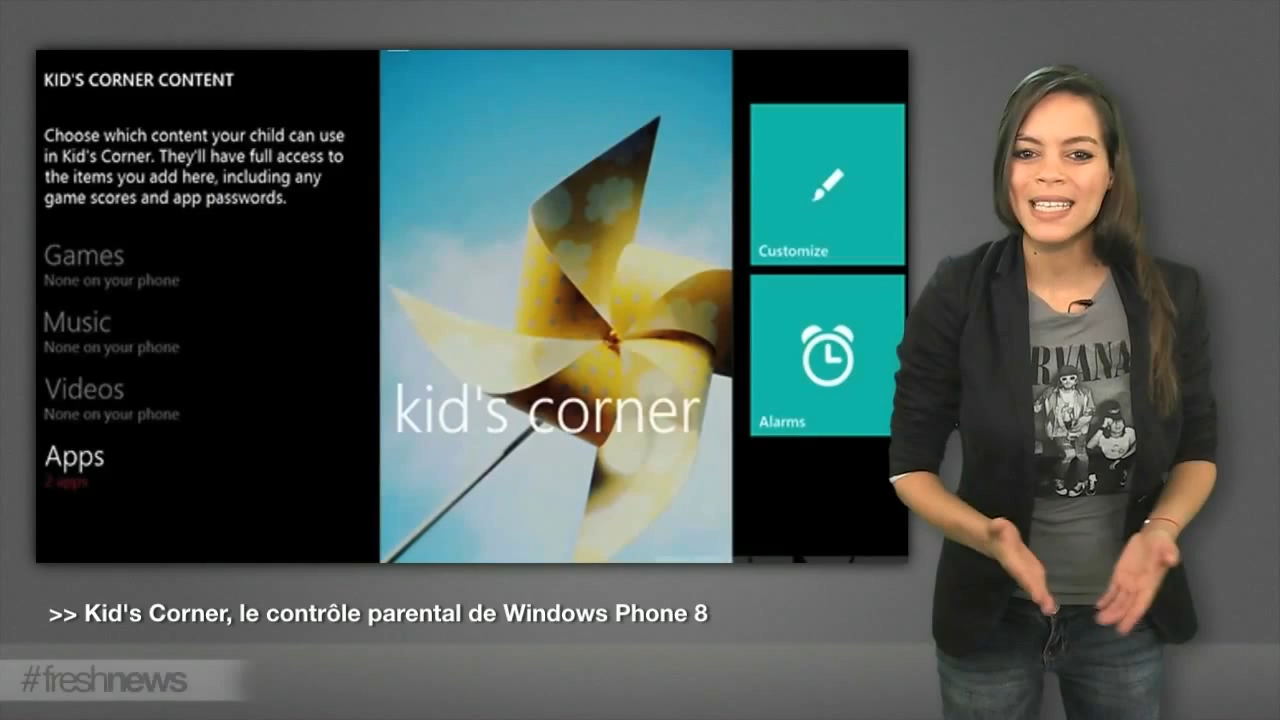 KID'S CORNER CONTENT
Choose which content your child can use
in Kid's Corner. They'll have full access to
the items you add here, including any
game scores and app passwords.
Games
None on your phone
Music
None on your phone
Videos
None on your phone
Apps
2 apps
kid's corner
Customize
Alarms
NIRVANA
>> Kid's Corner, le contrôle parental de Windows Phone 8
#freshnews